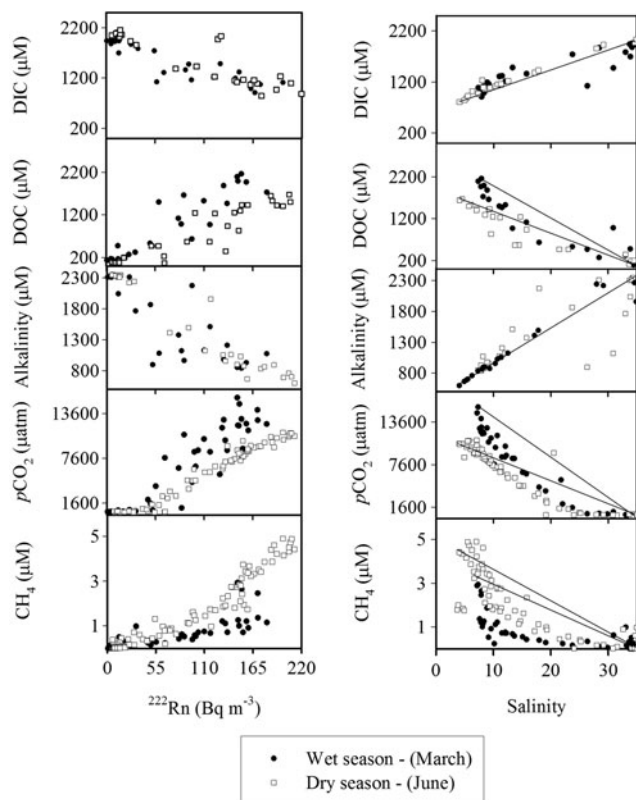 2200
1200
200
DIC (µM)
2200
1200
200
DIC (µM)
2200
1200
200
DOC (µM)
2200
1200
200
DOC (µM)
2300
1800
1300
800
Alkalinity (µM)
2300
1800
1300
800
Alkalinity (µM)
13600
7600
1600
pCO₂ (µatm)
13600
7600
1600
pCO₂ (µatm)
5
3
1
CH₄ (µM)
5
3
1
CH₄ (µM)
0 55 110 165 220
0 10 20 30
²²²Rn (Bq m⁻³)
Salinity
Wet season - (March)
Dry season - (June)